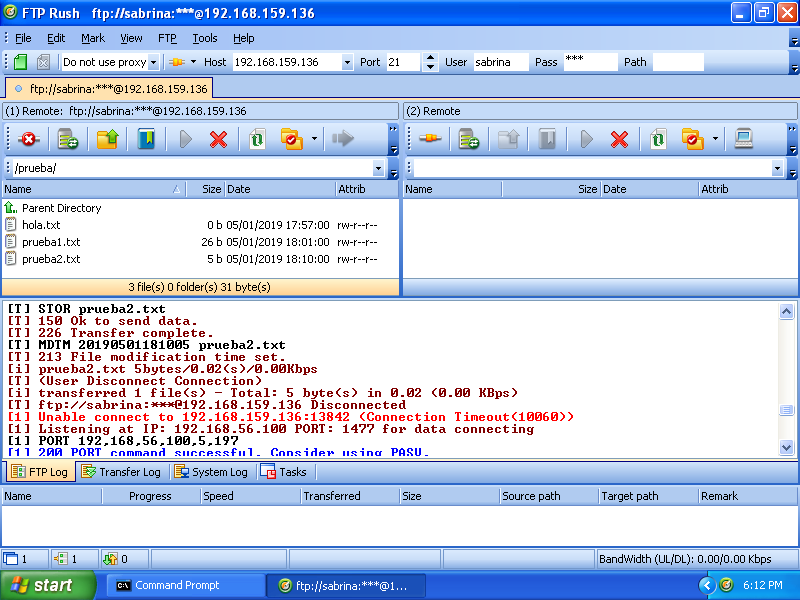 FTP Rush ftp://sabrina:***@192.168.159.136
File Edit Mark View FTP Tools Help
Do not use proxy Host 192.168.159.136 Port 21 User sabrina Pass *** Path
ftp://sabrina:***@192.168.159.136
(1) Remote: ftp://sabrina:***@192.168.159.136 (2) Remote
/prueba/
Name Size Date Attrib Name Size Date Attrib
Parent Directory
hola.txt 0 b 05/01/2019 17:57:00 rw-r--r--
prueba1.txt 26 b 05/01/2019 18:01:00 rw-r--r--
prueba2.txt 5 b 05/01/2019 18:10:00 rw-r--r--
3 file(s) 0 folder(s) 31 byte(s)
[T] STOR prueba2.txt
[T] 150 Ok to send data.
[T] 226 Transfer complete.
[T] MDTM 20190501181005 prueba2.txt
[T] 213 File modification time set.
[i] prueba2.txt 5bytes/0.02(s)/0.00Kbps
[T] (User Disconnect Connection)
[i] transferred 1 file(s) - Total: 5 byte(s) in 0.02 (0.00 KBps)
[T] ftp://sabrina:***@192.168.159.136 Disconnected
[1] Unable connect to 192.168.159.136:13842 (Connection Timeout(10060))
[1] Listening at IP: 192.168.56.100 PORT: 1477 for data connecting
[1] PORT 192,168,56,100,5,197
[1] 200 PORT command successful. Consider using PASV.
FTP Log Transfer Log System Log Tasks
Name Progress Speed Transferred Size Source path Target path Remark
1 1 0 BandWidth (UL/DL): 0.00/0.00 Kbps
start Command Prompt ftp://sabrina:***@1... 6:12 PM